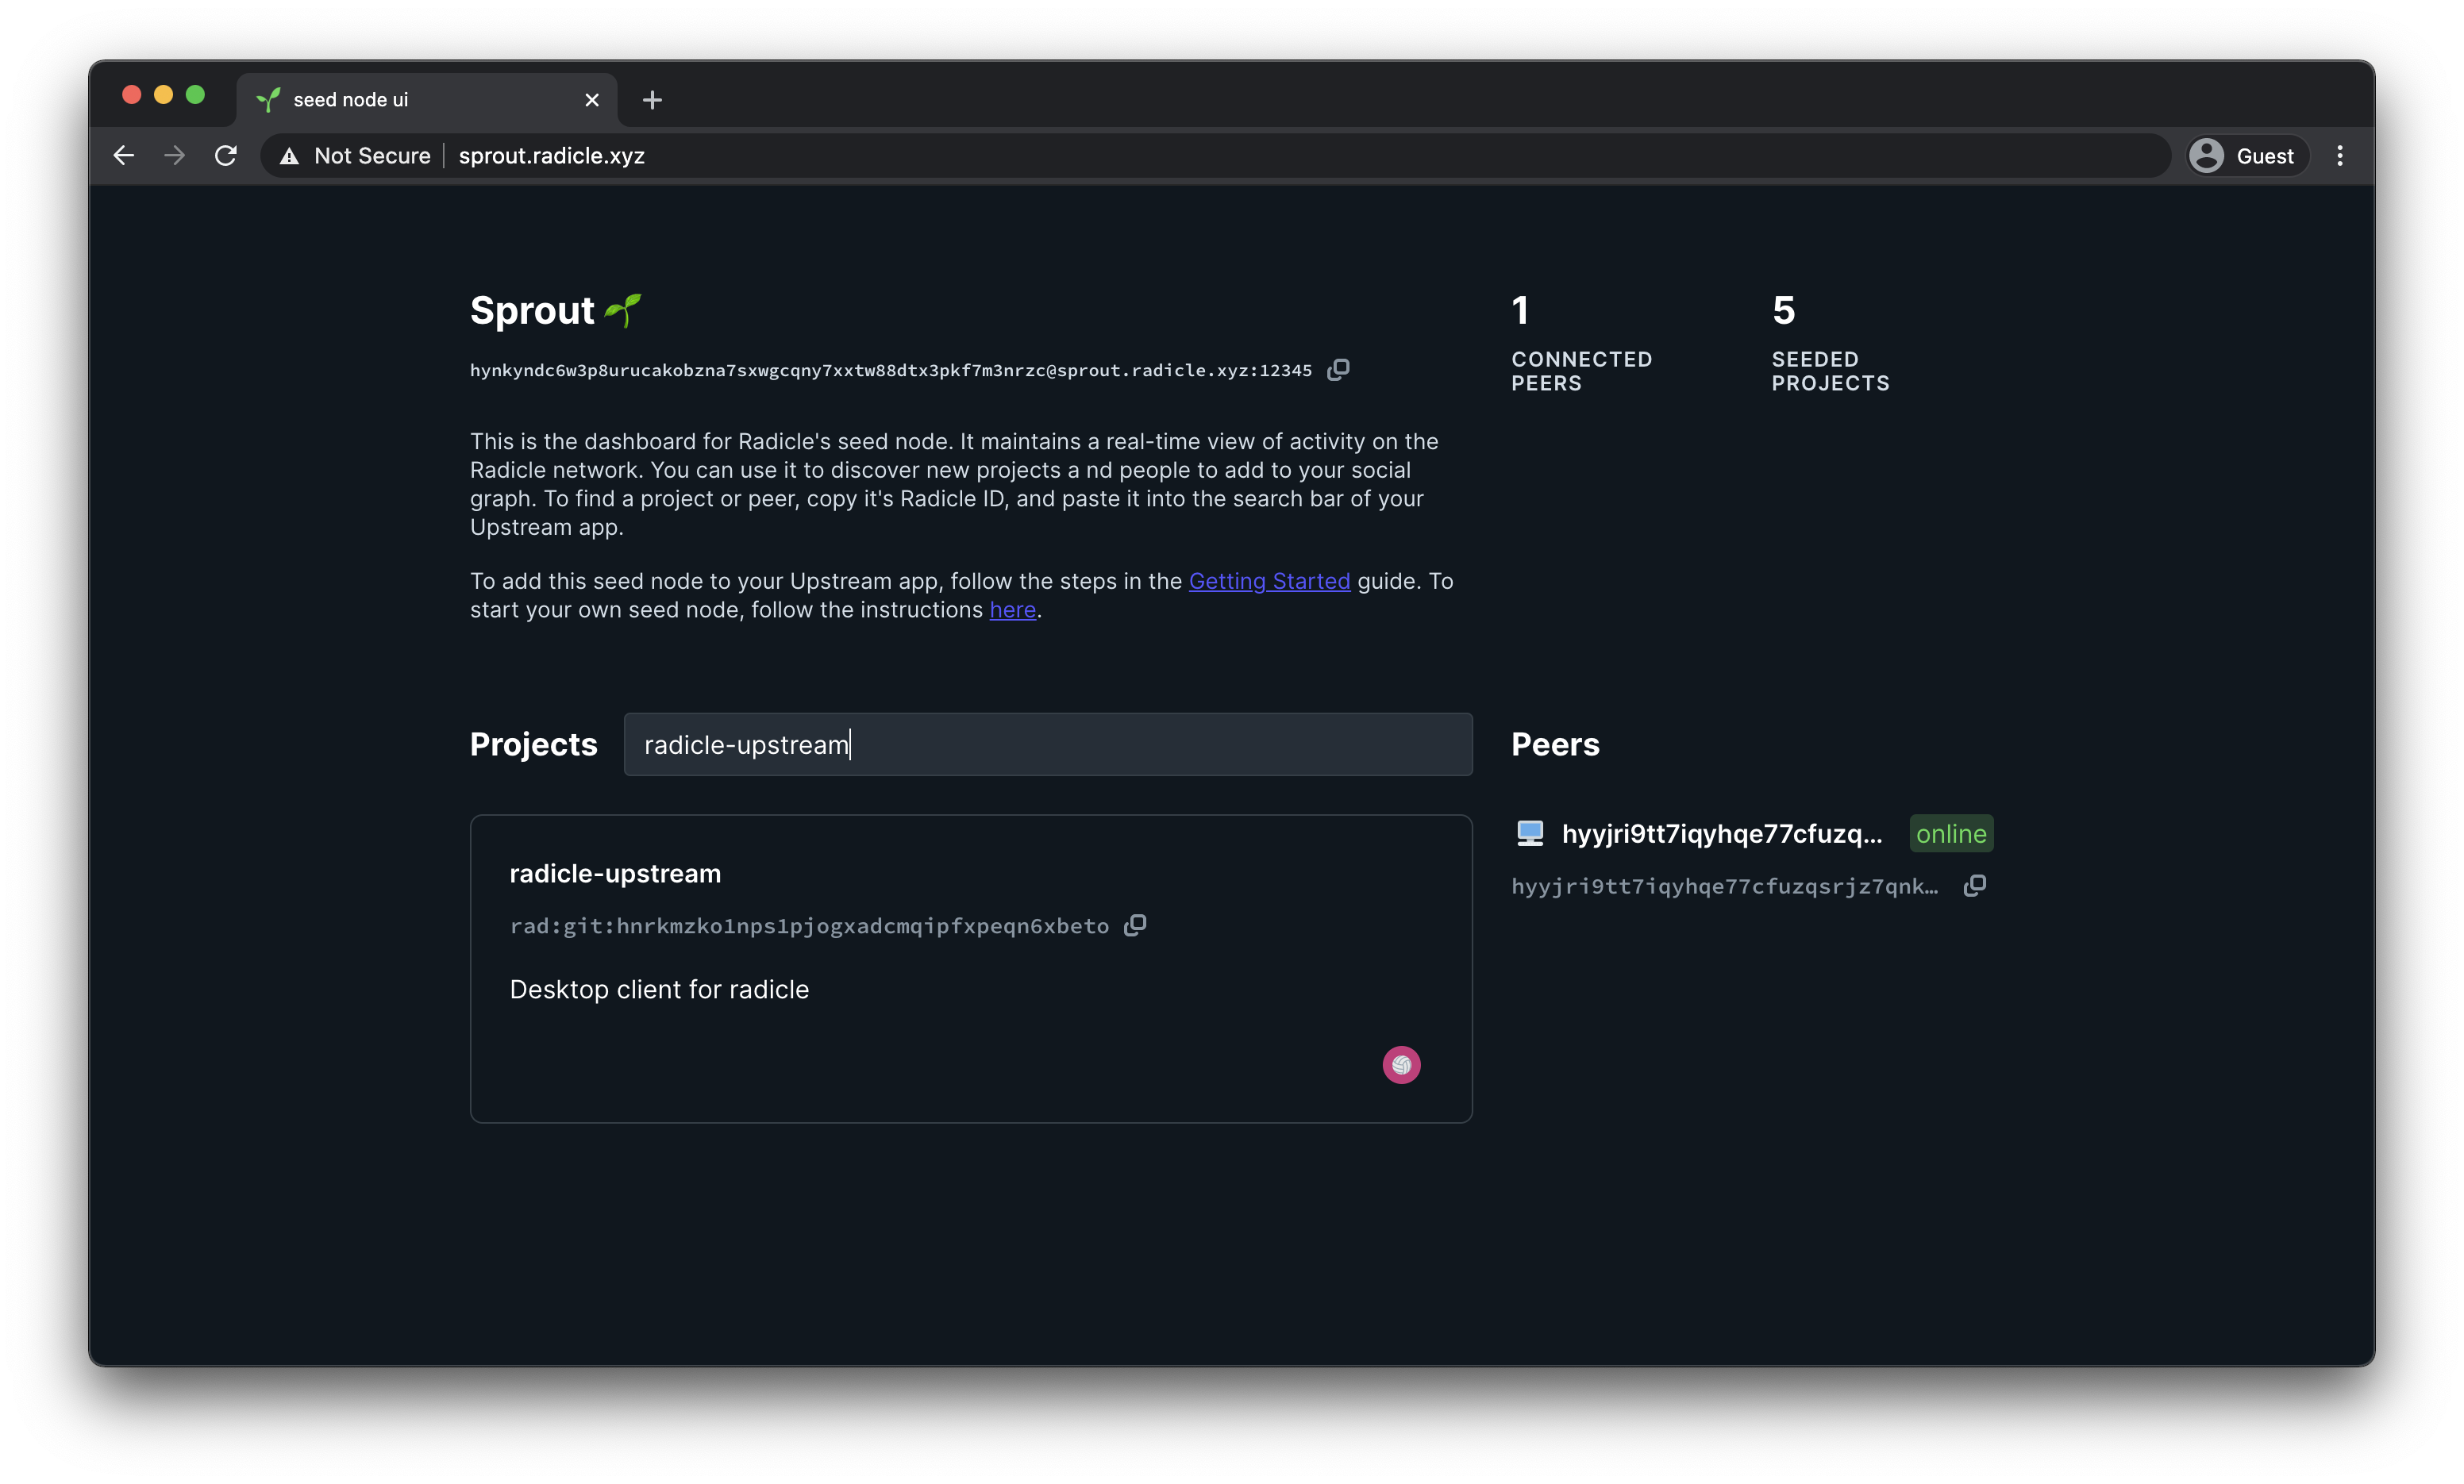 seed node ui
Not Secure sprout.radicle.xyz
Guest
Sprout
hynkyndc6w3p8urucakobzna7sxwgcqny7xxtw88dtx3pkf7m3nrzc@sprout.radicle.xyz:12345
This is the dashboard for Radicle's seed node. It maintains a real-time view of activity on the
Radicle network. You can use it to discover new projects a nd people to add to your social
graph. To find a project or peer, copy it's Radicle ID, and paste it into the search bar of your
Upstream app.
To add this seed node to your Upstream app, follow the steps in the Getting Started guide. To
start your own seed node, follow the instructions here.
1
CONNECTED
PEERS
5
SEEDED
PROJECTS
Projects
radicle-upstream
radicle-upstream
rad:git:hnrkmzko1nps1pjogxadcmqipfxpeqn6xbeto
Desktop client for radicle
Peers
hyyjri9tt7iqyhqe77cfuzq... online
hyyjri9tt7iqyhqe77cfuzqsrjz7qnk…